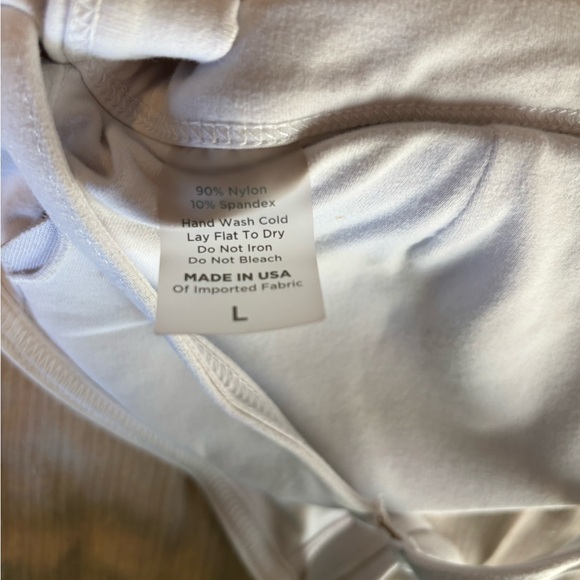 90% Nylon
10% Spandex
Hand Wash Cold
Lay Flat To Dry
Do Not Iron
Do Not Bleach
MADE IN USA
Of Imported Fabric
L